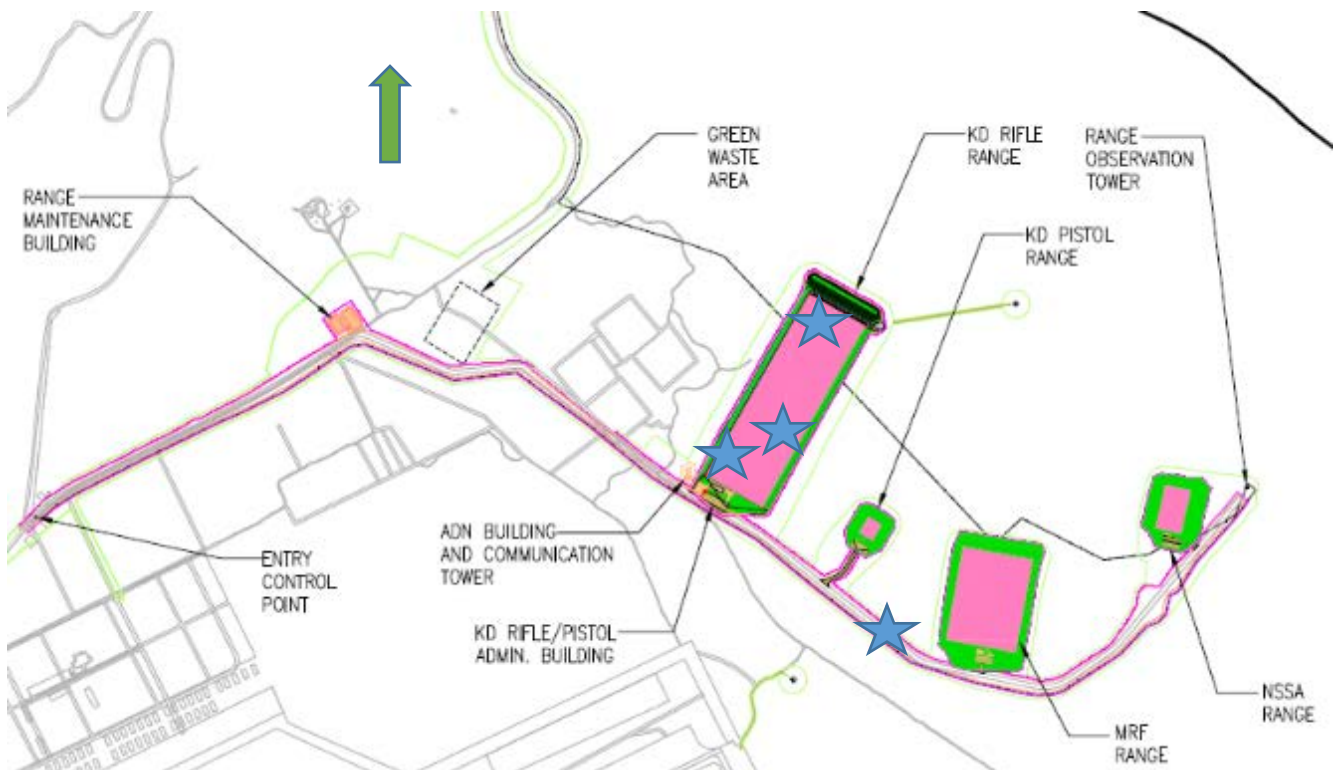 GREEN
WASTE
AREA
KD RIFLE
RANGE
RANGE
OBSERVATION
TOWER
RANGE
MAINTENANCE
BUILDING
KD PISTOL
RANGE
ENTRY
CONTROL
POINT
ADN BUILDING
AND COMMUNICATION
TOWER
KD RIFLE/PISTOL
ADMIN. BUILDING
MRF
RANGE
NSSA
RANGE